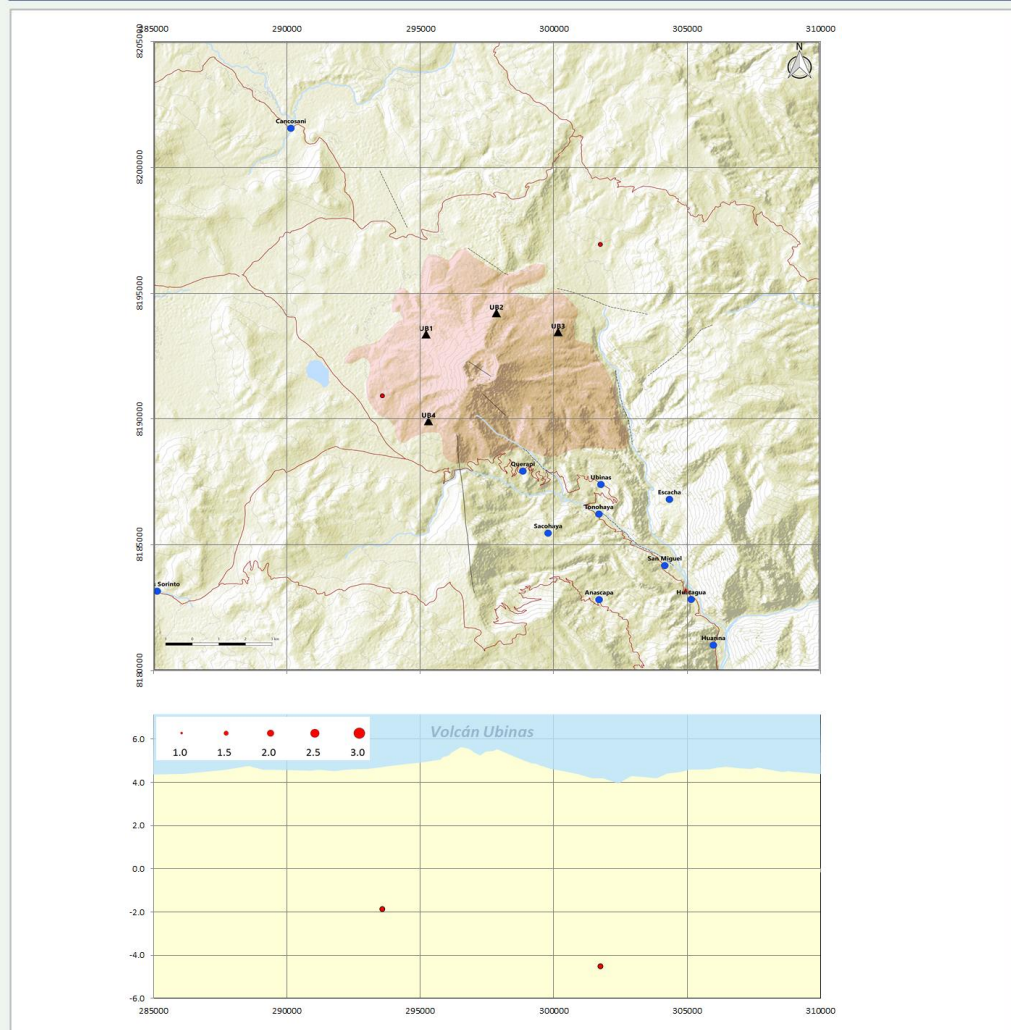 285000 290000 295000 300000 305000 310000
8205000
N
Cancosani
8200000
8195000
UB2
UB1
UB3
8190000
UB4
Querapi
Ubinas
Escacha
Tonohaya
Sacohaya
8185000
San Miguel
Sorinto
Anascapa
Huatagua
Huarina
8180000
Volcán Ubinas
6.0
1.0 1.5 2.0 2.5 3.0
4.0
2.0
0.0
-2.0
-4.0
-6.0
285000 290000 295000 300000 305000 310000